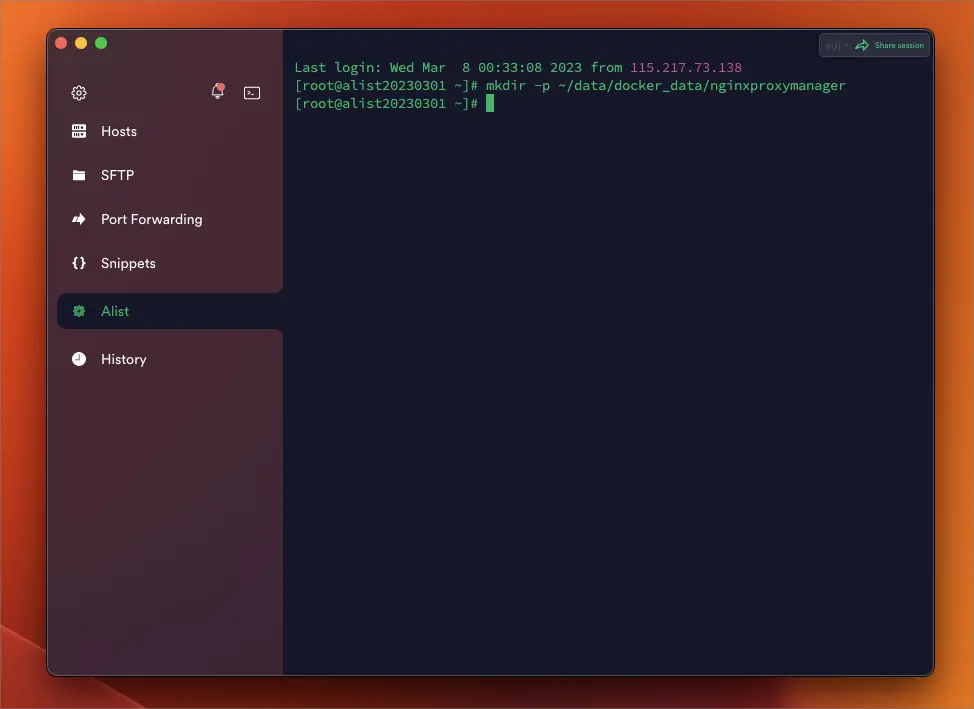 Share session
Last login: Wed Mar  8 00:33:08 2023 from 115.217.73.138
[root@alist20230301 ~]# mkdir -p ~/data/docker_data/nginxproxymanager
[root@alist20230301 ~]#
Hosts
SFTP
Port Forwarding
Snippets
Alist
History